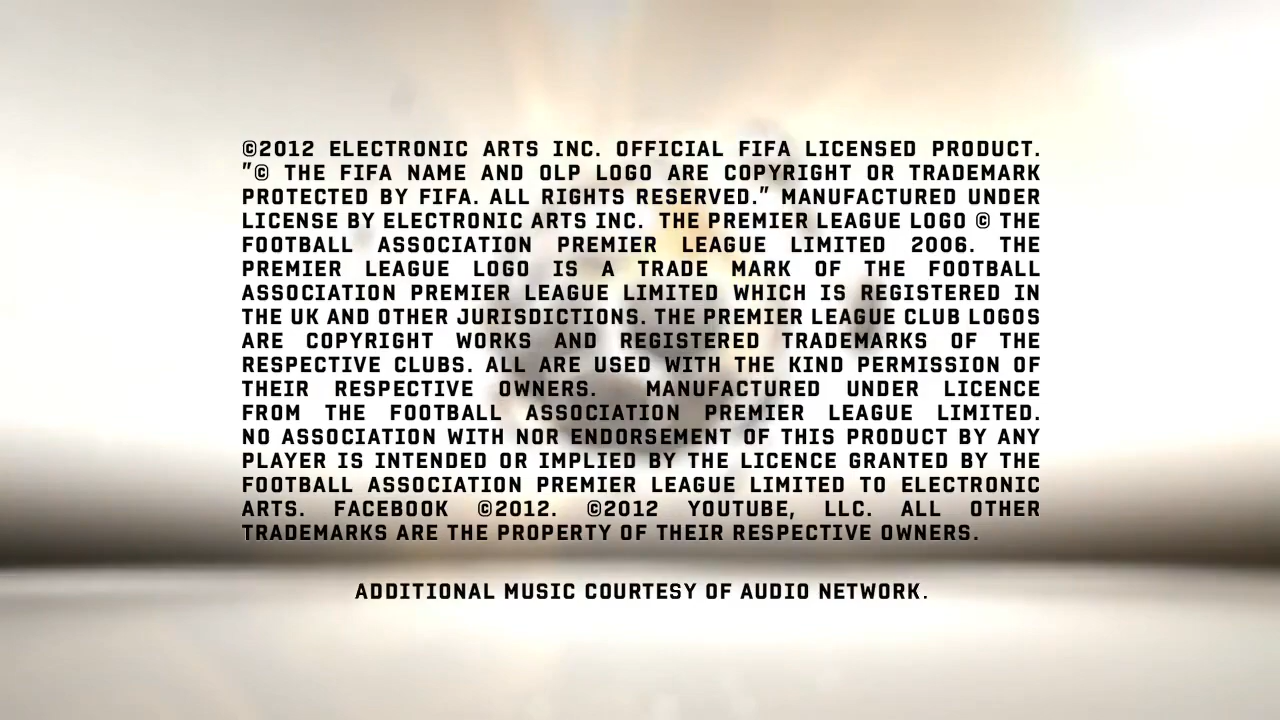 ©2012 ELECTRONIC ARTS INC. OFFICIAL FIFA LICENSED PRODUCT.
"© THE FIFA NAME AND OLP LOGO ARE COPYRIGHT OR TRADEMARK
PROTECTED BY FIFA. ALL RIGHTS RESERVED." MANUFACTURED UNDER
LICENSE BY ELECTRONIC ARTS INC. THE PREMIER LEAGUE LOGO © THE
FOOTBALL ASSOCIATION PREMIER LEAGUE LIMITED 2006. THE
PREMIER LEAGUE LOGO IS A TRADE MARK OF THE FOOTBALL
ASSOCIATION PREMIER LEAGUE LIMITED WHICH IS REGISTERED IN
THE UK AND OTHER JURISDICTIONS. THE PREMIER LEAGUE CLUB LOGOS
ARE COPYRIGHT WORKS AND REGISTERED TRADEMARKS OF THE
RESPECTIVE CLUBS. ALL ARE USED WITH THE KIND PERMISSION OF
THEIR RESPECTIVE OWNERS. MANUFACTURED UNDER LICENCE
FROM THE FOOTBALL ASSOCIATION PREMIER LEAGUE LIMITED.
NO ASSOCIATION WITH NOR ENDORSEMENT OF THIS PRODUCT BY ANY
PLAYER IS INTENDED OR IMPLIED BY THE LICENCE GRANTED BY THE
FOOTBALL ASSOCIATION PREMIER LEAGUE LIMITED TO ELECTRONIC
ARTS. FACEBOOK ©2012. ©2012 YOUTUBE, LLC. ALL OTHER
TRADEMARKS ARE THE PROPERTY OF THEIR RESPECTIVE OWNERS.
ADDITIONAL MUSIC COURTESY OF AUDIO NETWORK.